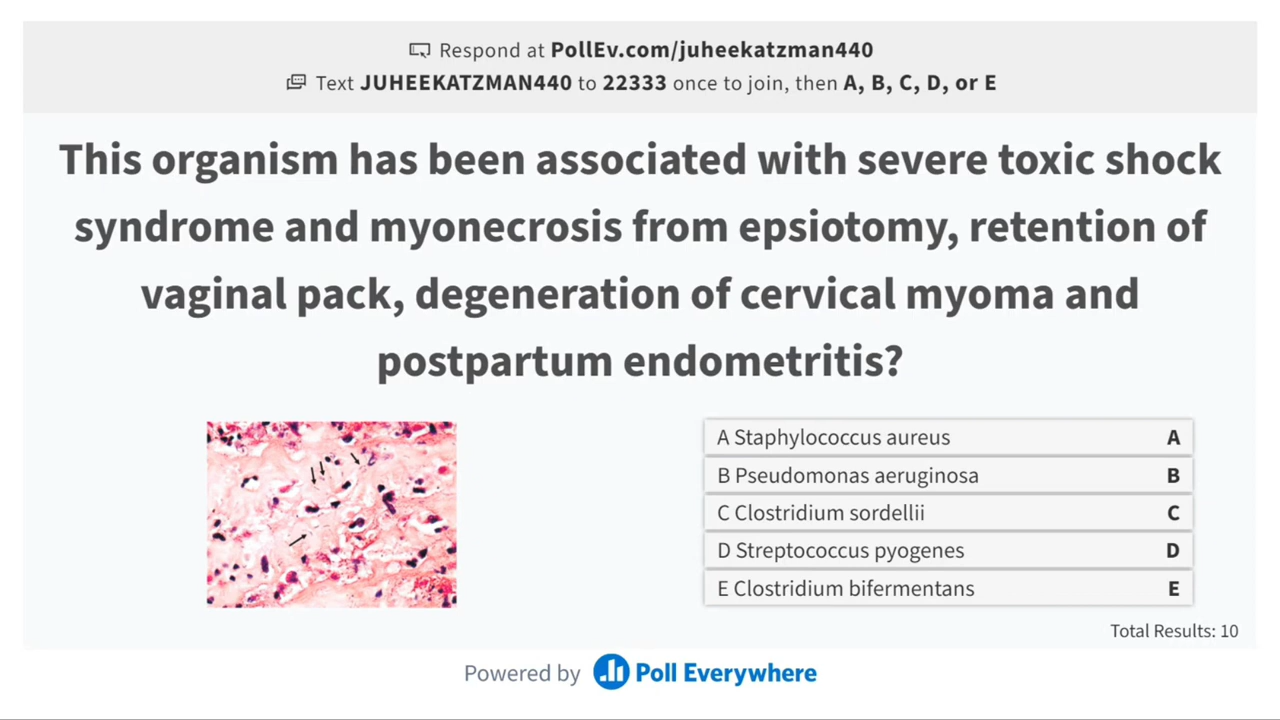 Respond at PollEv.com/juheekatzman440
Text JUHEEKATZMAN440 to 22333 once to join, then A, B, C, D, or E
This organism has been associated with severe toxic shock
syndrome and myonecrosis from epsiotomy, retention of
vaginal pack, degeneration of cervical myoma and
postpartum endometritis?
A Staphylococcus aureus A
B Pseudomonas aeruginosa B
C Clostridium sordellii C
D Streptococcus pyogenes D
E Clostridium bifermentans E
Total Results: 10
Powered by Poll Everywhere